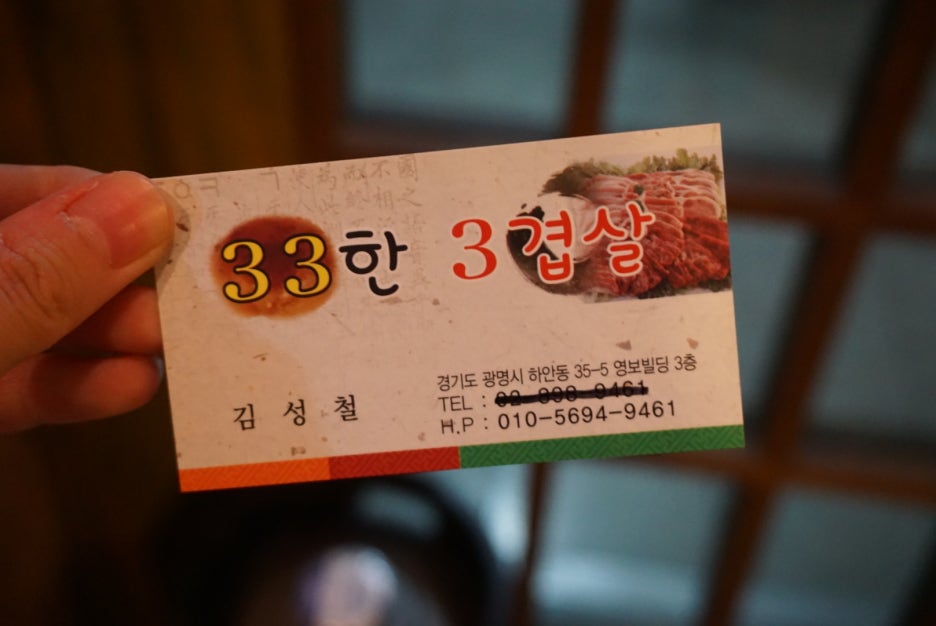 33한 3겹살
김성철
경기도 광명시 하안동 35-5 영보빌딩 3층
TEL :
H.P : 010-5694-9461